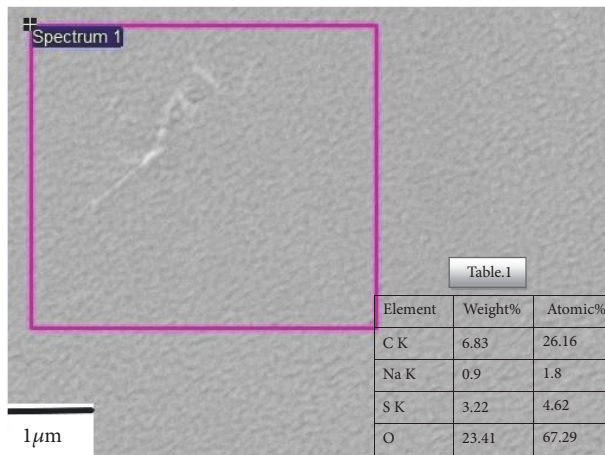 Spectrum 1
Table.1
Element Weight% Atomic%
C K 6.83 26.16
Na K 0.9 1.8
S K 3.22 4.62
O 23.41 67.29
1μm